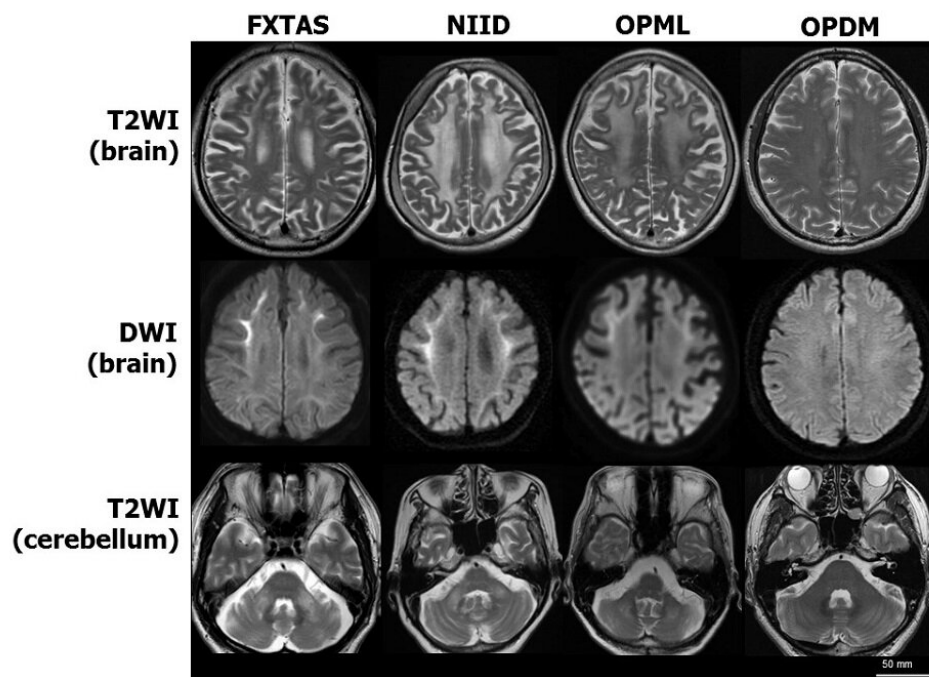 FXTAS NIID OPML OPDM
T2WI
(brain)
DWI
(brain)
T2WI
(cerebellum)
50 mm